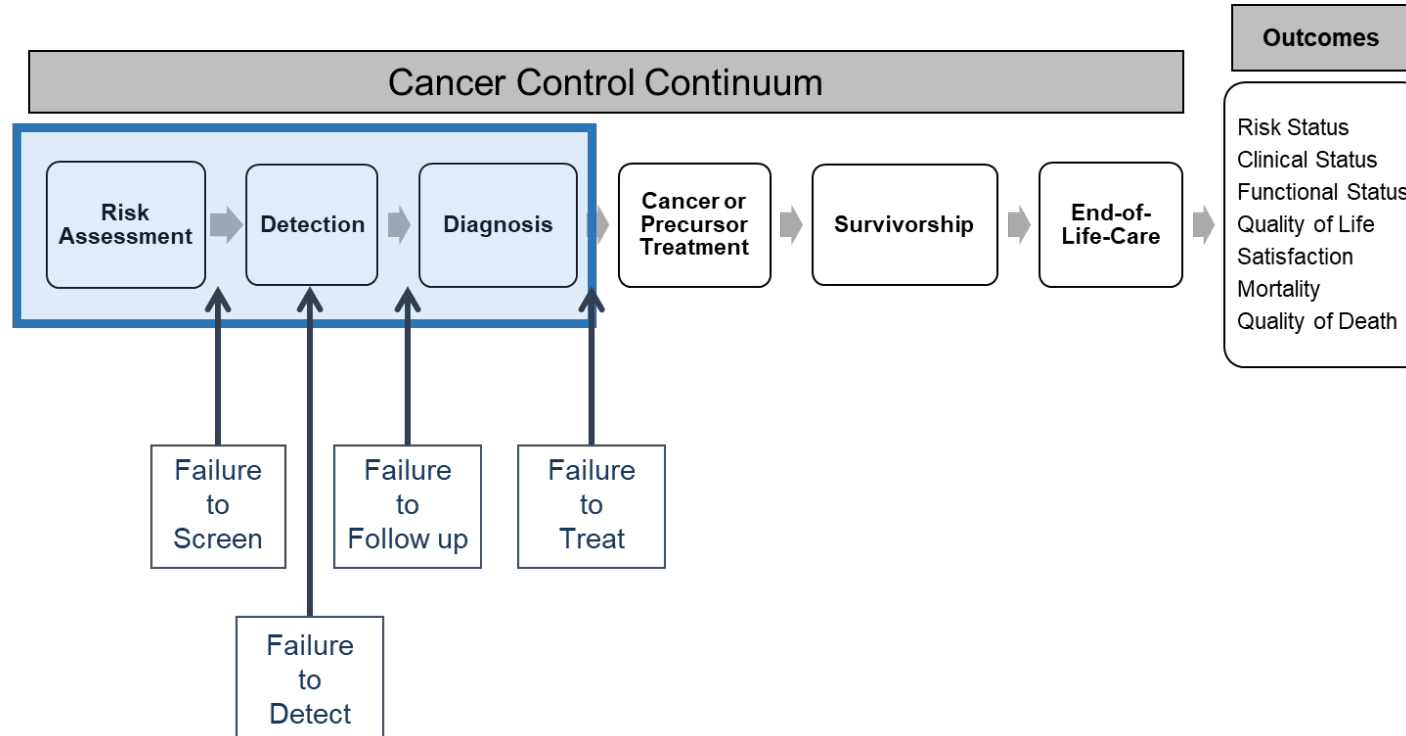 Outcomes
Cancer Control Continuum
Risk Status
Clinical Status
Functional Status
Quality of Life
Satisfaction
Mortality
Quality of Death
Risk
Assessment
Detection
Diagnosis
Cancer or
Precursor
Treatment
Survivorship
End-of-
Life-Care
Failure
to
Screen
Failure
to
Follow up
Failure
to
Treat
Failure
to
Detect